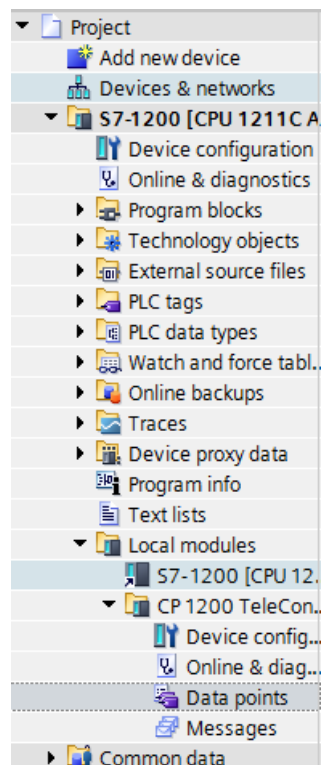 Project
Add new device
Devices & networks
S7-1200 [CPU 1211C A
Device configuration
Online & diagnostics
Program blocks
Technology objects
External source files
PLC tags
PLC data types
Watch and force tabl...
Online backups
Traces
Device proxy data
Program info
Text lists
Local modules
S7-1200 [CPU 12.
CP 1200 TeleCon...
Device config...
Online & diag...
Data points
Messages
Common data